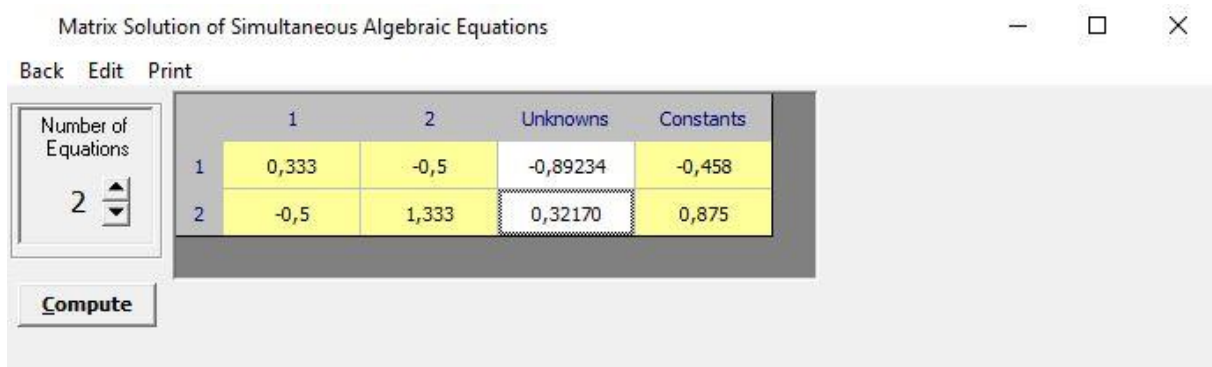 Matrix Solution of Simultaneous Algebraic Equations
Back Edit Print
Number of
Equations
2
1 2 Unknowns Constants
1 0,333 -0,5 -0,89234 -0,458
2 -0,5 1,333 0,32170 0,875
Compute